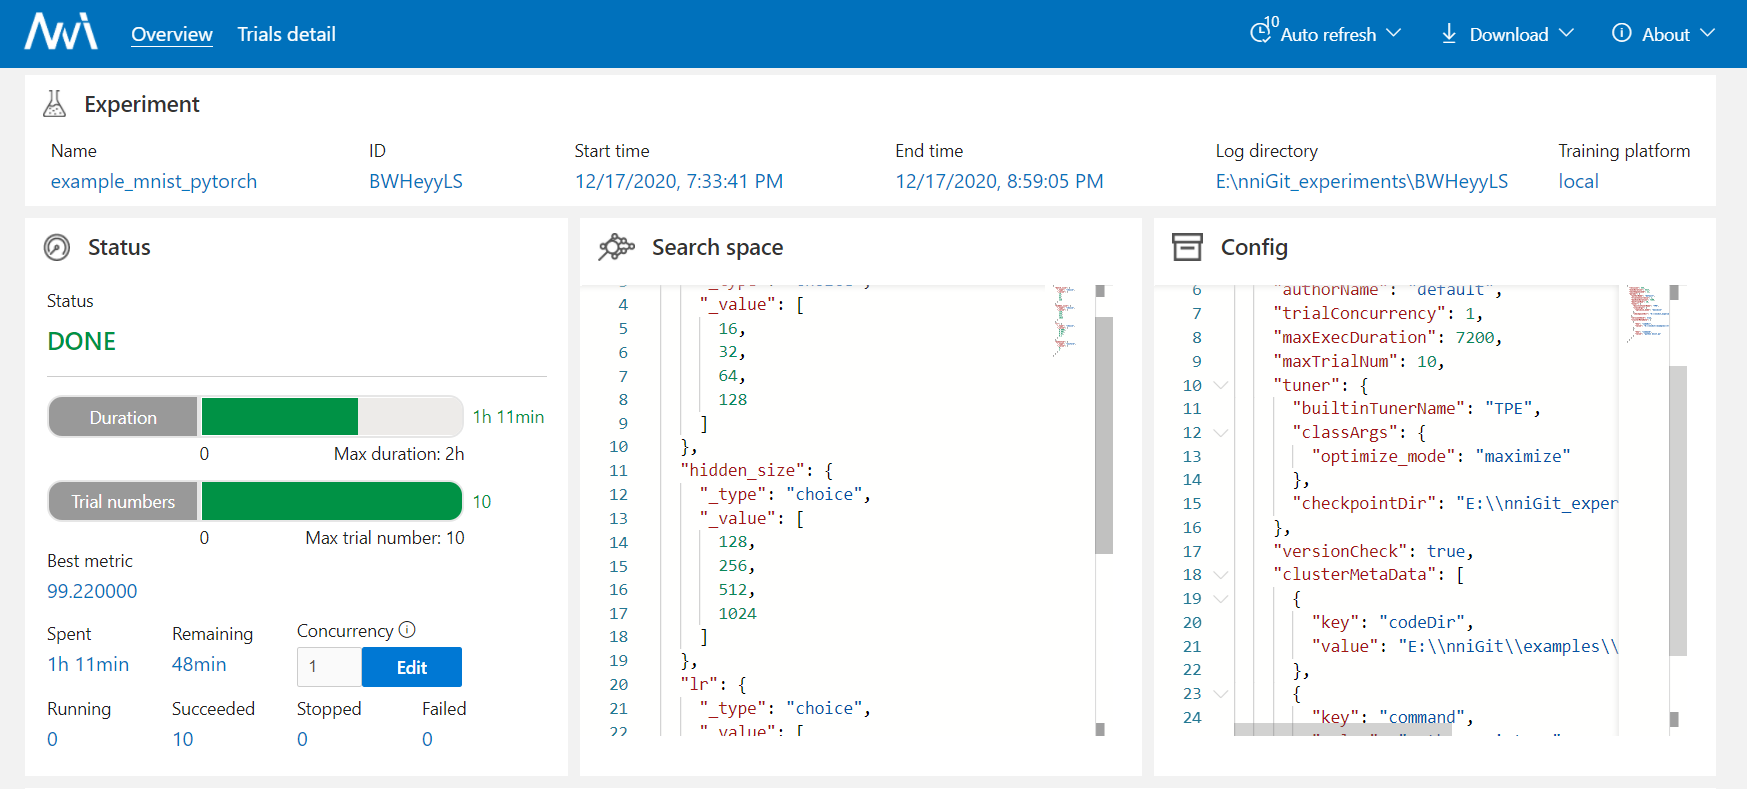 Overview Trials detail 10 Auto refresh Download About
Experiment
Name ID Start time End time Log directory Training platform
example_mnist_pytorch BWHeyyLS 12/17/2020, 7:33:41 PM 12/17/2020, 8:59:05 PM E:\nniGit_experiments\BWHeyyLS local
Status
Status
DONE
Duration 1h 11min
0 Max duration: 2h
Trial numbers 10
0 Max trial number: 10
Best metric
99.220000
Spent Remaining Concurrency
1h 11min 48min 1 Edit
Running Succeeded Stopped Failed
0 10 0 0
Search space
4 "_value": [
5 16,
6 32,
7 64,
8 128
9 ]
10 },
11 "hidden_size": {
12 "_type": "choice",
13 "_value": [
14 128,
15 256,
16 512,
17 1024
18 ]
19 },
20 "lr": {
21 "_type": "choice",
22 "_value": [
Config
6 "authorName": "default",
7 "trialConcurrency": 1,
8 "maxExecDuration": 7200,
9 "maxTrialNum": 10,
10 "tuner": {
11 "builtinTunerName": "TPE",
12 "classArgs": {
13 "optimize_mode": "maximize"
14 },
15 "checkpointDir": "E:\\nniGit_exper
16 },
17 "versionCheck": true,
18 "clusterMetaData": [
19 {
20 "key": "codeDir",
21 "value": "E:\\nniGit\\examples\\
22 },
23 {
24 "key": "command",